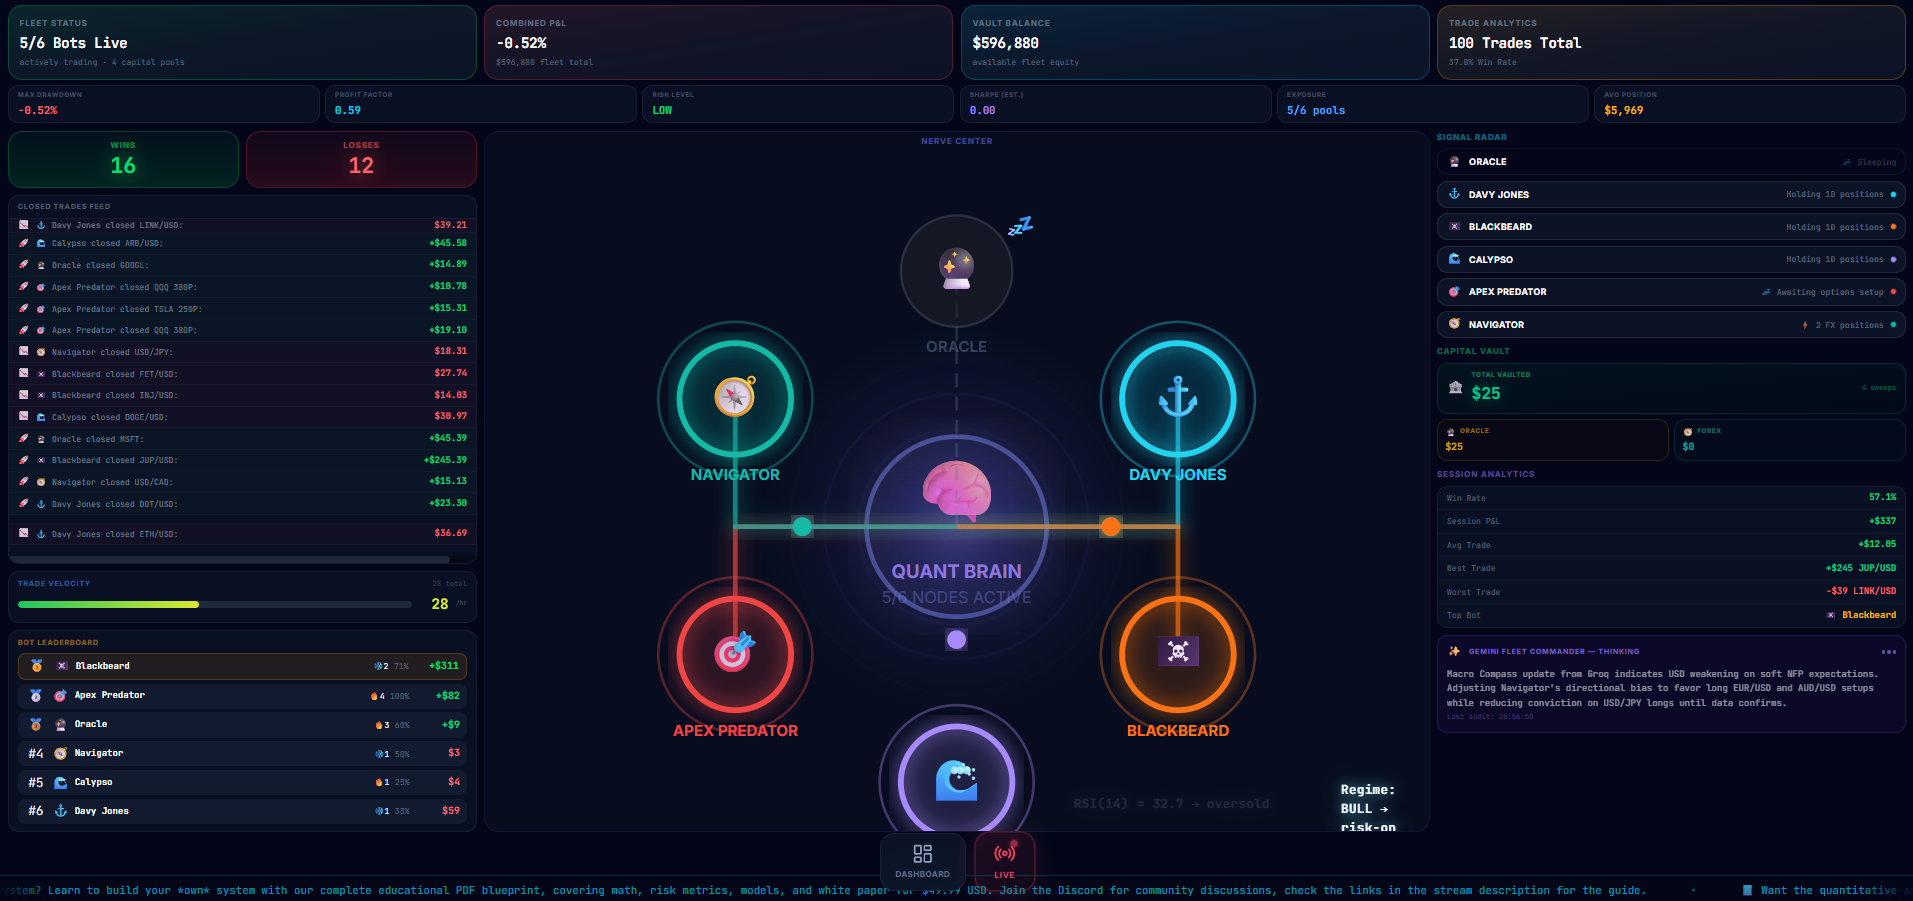 FLEET STATUS
5/6 Bots Live
actively trading · 4 capital pools
COMBINED P&L
-0.52%
$596,880 fleet total
VAULT BALANCE
$596,880
available fleet equity
TRADE ANALYTICS
100 Trades Total
37.0% Win Rate
MAX DRAWDOWN
-0.52%
PROFIT FACTOR
0.59
RISK LEVEL
LOW
SHARPE (EST.)
0.00
EXPOSURE
5/6 pools
AVG POSITION
$5,969
WINS
16
LOSSES
12
CLOSED TRADES FEED
Davy Jones closed LINK/USD: $39.21
Calypso closed ARB/USD: +$45.58
Oracle closed GOOGL: +$14.89
Apex Predator closed QQQ 380P: +$10.78
Apex Predator closed TSLA 250P: +$15.31
Apex Predator closed QQQ 380P: +$19.10
Navigator closed USD/JPY: $18.31
Blackbeard closed FET/USD: $27.74
Blackbeard closed INJ/USD: $14.03
Calypso closed DOGE/USD: $30.97
Oracle closed MSFT: +$45.39
Blackbeard closed JUP/USD: +$245.39
Navigator closed USD/CAD: +$15.13
Davy Jones closed DOT/USD: +$23.30
Davy Jones closed ETH/USD: $36.69
TRADE VELOCITY
28 total
28 /hr
BOT LEADERBOARD
Blackbeard 2 71% +$311
Apex Predator 4 100% +$82
Oracle 3 60% +$9
#4 Navigator 1 50% $3
#5 Calypso 1 25% $4
#6 Davy Jones 1 33% $59
NERVE CENTER
ORACLE
NAVIGATOR
DAVY JONES
QUANT BRAIN
5/6 NODES ACTIVE
APEX PREDATOR
BLACKBEARD
RSI(14) = 32.7 → oversold
Regime:
BULL →
risk-on
SIGNAL RADAR
ORACLE Sleeping
DAVY JONES Holding 10 positions
BLACKBEARD Holding 10 positions
CALYPSO Holding 10 positions
APEX PREDATOR Awaiting options setup
NAVIGATOR 2 FX positions
CAPITAL VAULT
TOTAL VAULTED
$25
4 sweeps
ORACLE
$25
FOREX
$0
SESSION ANALYTICS
Win Rate 57.1%
Session P&L +$337
Avg Trade +$12.05
Best Trade +$245 JUP/USD
Worst Trade -$39 LINK/USD
Top Bot Blackbeard
GEMINI FLEET COMMANDER — THINKING
Macro Compass update from Groq indicates USD weakening on soft NFP expectations.
Adjusting Navigator's directional bias to favor long EUR/USD and AUD/USD setups
while reducing conviction on USD/JPY longs until data confirms.
Last audit: 20:56:50
DASHBOARD
LIVE
ystem? Learn to build your *own* system with our complete educational PDF blueprint, covering math, risk metrics, models, and white paper for $49.99 USD. Join the Discord for community discussions, check the links in the stream description for the guide. • Want the quantitative